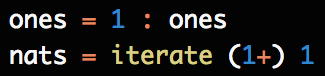 ones = 1 : ones
nats = iterate (1+) 1